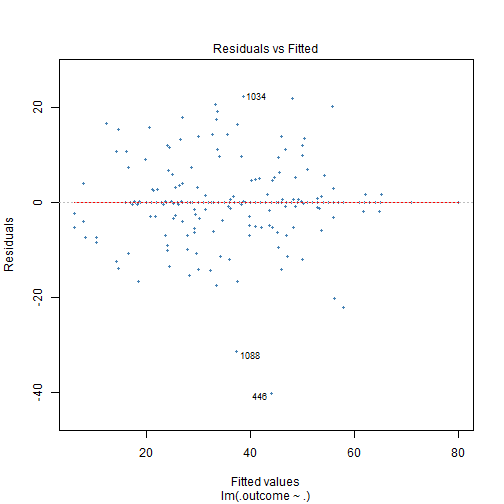 Residuals vs Fitted
Residuals
20
0
-20
-40
1034
1088
446
20
40
60
80
Fitted values
lm(.outcome ~ .)